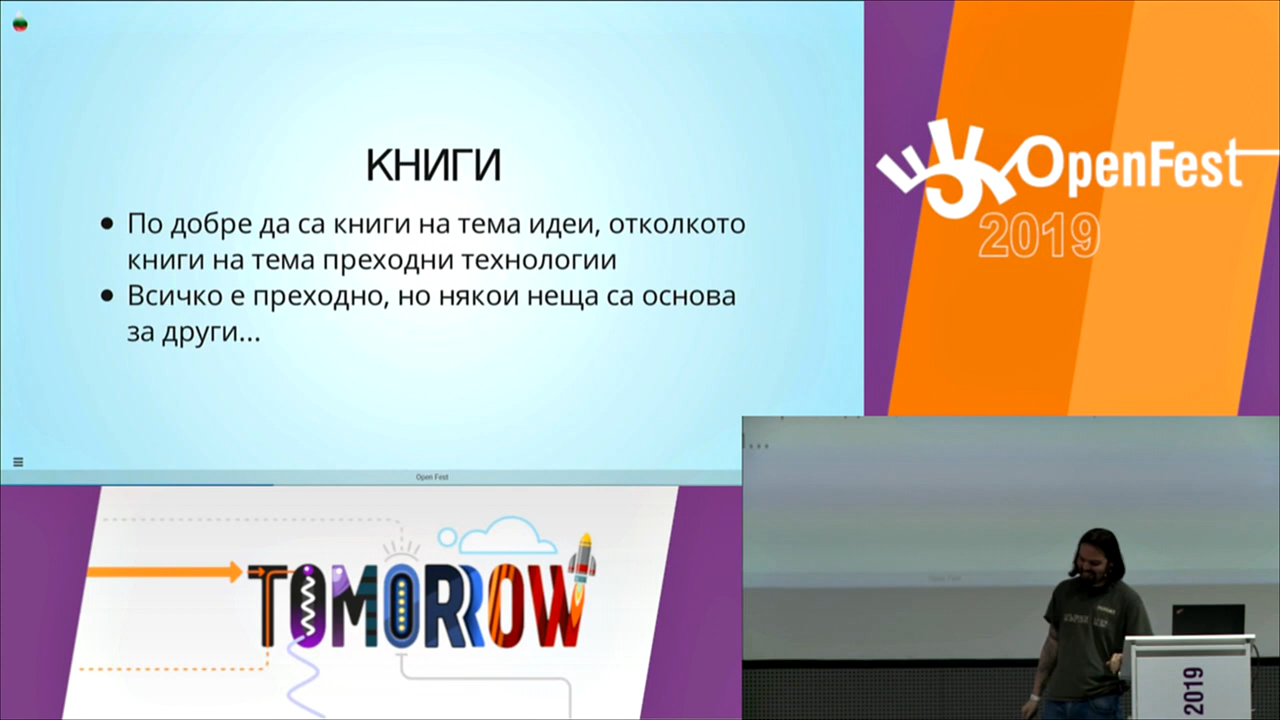 КНИГИ
• По добре да са книги на тема идеи, отколкото
книги на тема преходни технологии
• Всичко е преходно, но някои неща са основа
за други...
Open Fest
OpenFest
2019
TOMORROW
2019